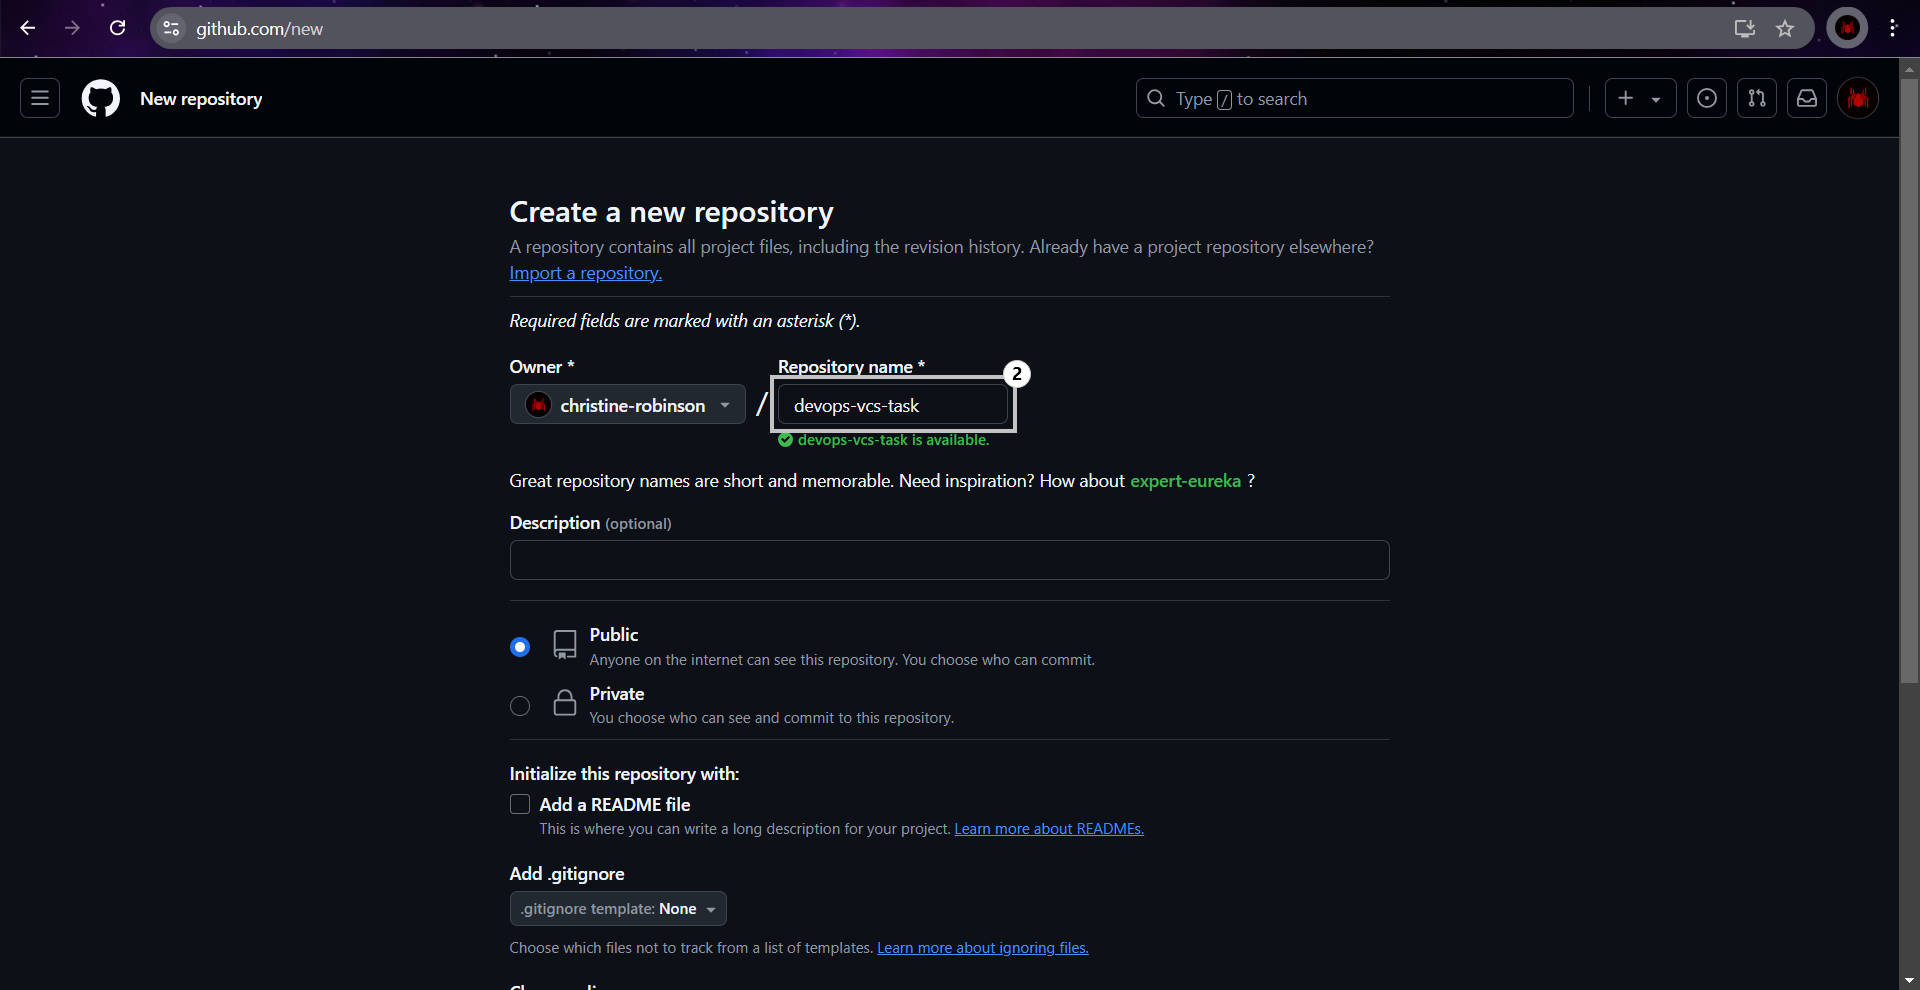 github.com/new
New repository
Type / to search
Create a new repository
A repository contains all project files, including the revision history. Already have a project repository elsewhere?
Import a repository.
Required fields are marked with an asterisk (*).
Owner *
Repository name *
2
christine-robinson
/
devops-vcs-task
devops-vcs-task is available.
Great repository names are short and memorable. Need inspiration? How about expert-eureka ?
Description (optional)
Public
Anyone on the internet can see this repository. You choose who can commit.
Private
You choose who can see and commit to this repository.
Initialize this repository with:
Add a README file
This is where you can write a long description for your project. Learn more about READMEs.
Add .gitignore
.gitignore template: None
Choose which files not to track from a list of templates. Learn more about ignoring files.